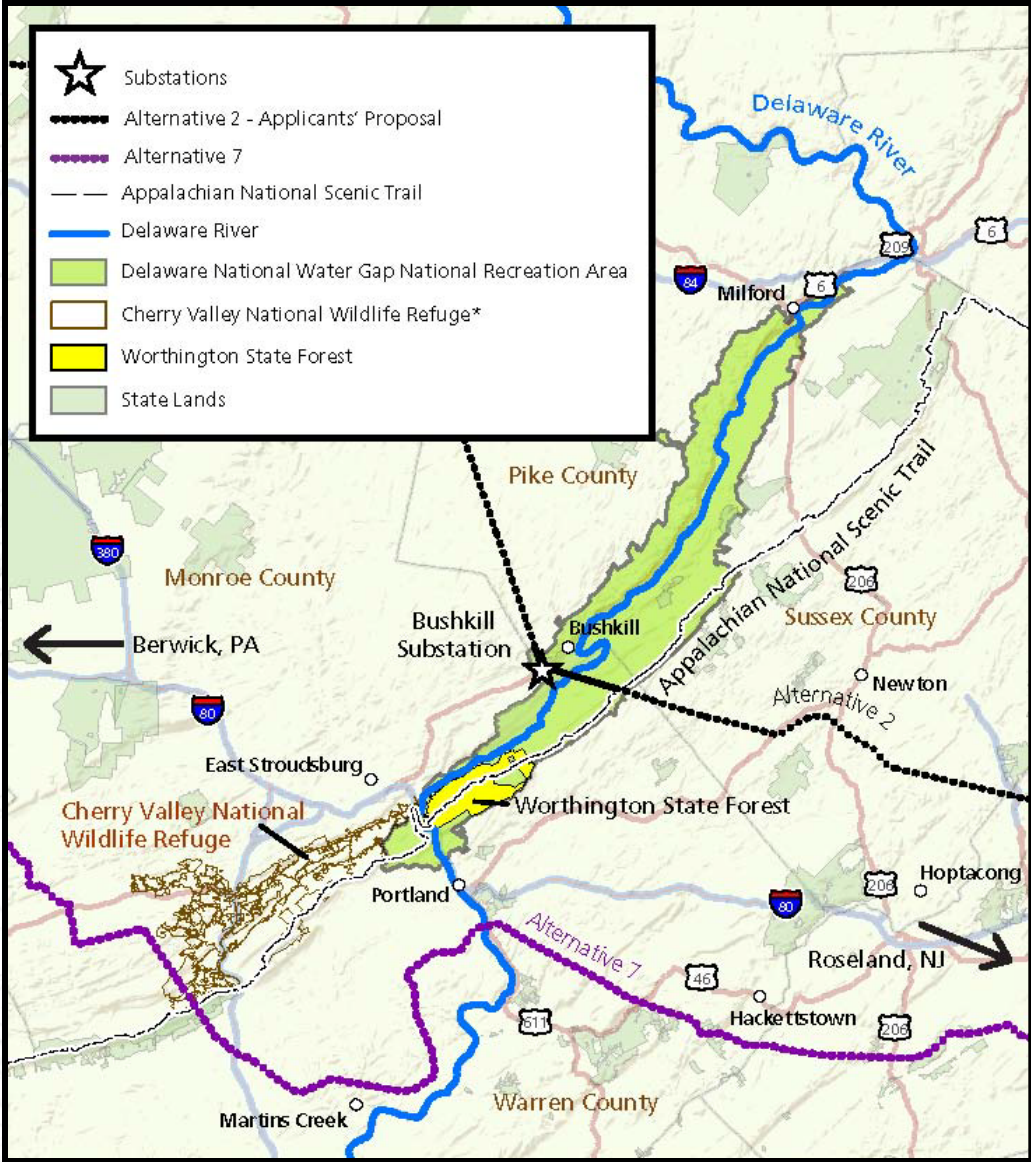 Substations
Alternative 2 - Applicants' Proposal
Alternative 7
Appalachian National Scenic Trail
Delaware River
Delaware National Water Gap National Recreation Area
Cherry Valley National Wildlife Refuge*
Worthington State Forest
State Lands
Delaware River
209
6
84
6
Milford
Pike County
Appalachian National Scenic Trail
380
Monroe County
206
Bushkill
Substation
Bushkill
Sussex County
Berwick, PA
Newton
Alternative 2
80
East Stroudsburg
Worthington State Forest
Cherry Valley National
Wildlife Refuge
Portland
206
Hoptacong
80
Alternative 7
Roseland, NJ
46
Hackettstown
611
206
Martins Creek
Warren County